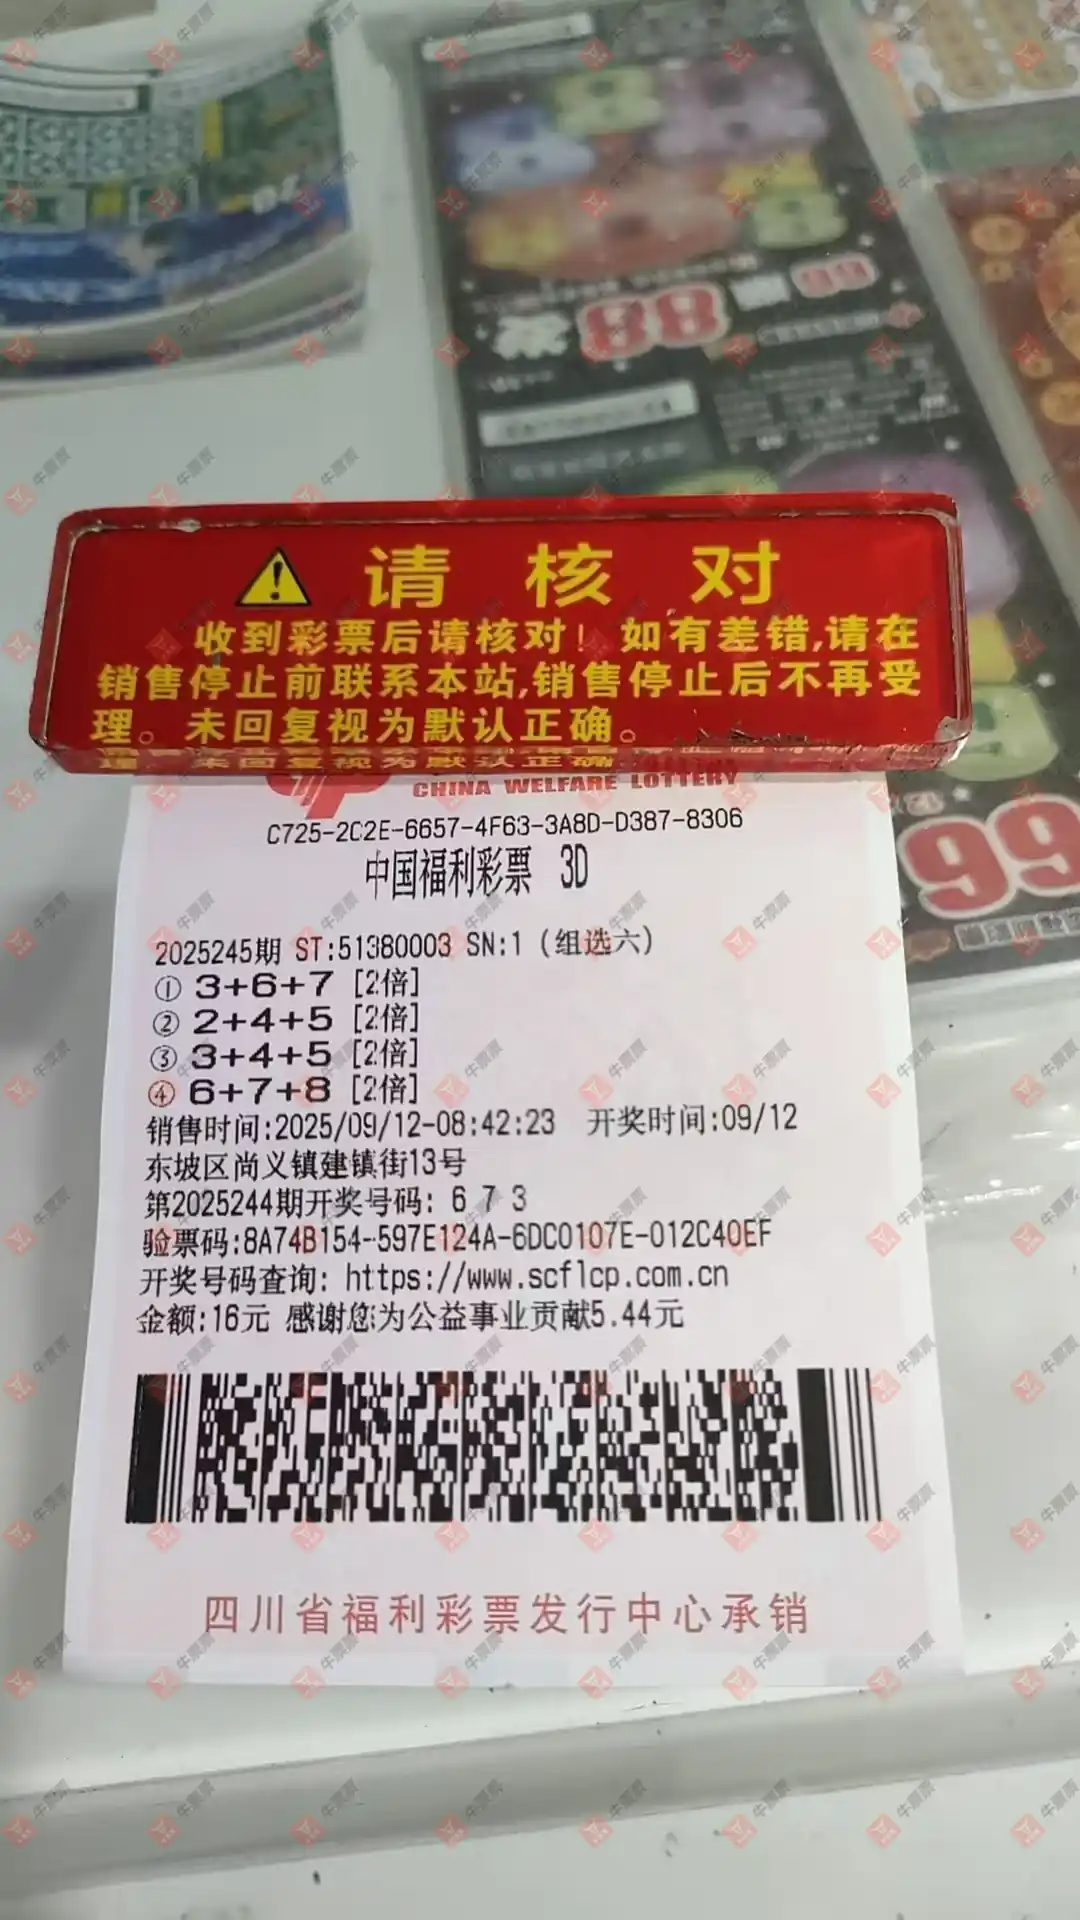 88
99
请核对
收到彩票后请核对！如有差错,请在
销售停止前联系本站,销售停止后不再受
理。未回复视为默认正确。
CHINA WELFARE LOTTERY
C725-2C2E-6657-4F63-3A8D-D387-8306
中国福利彩票 3D
2025245期 ST:51380003 SN:1 (组选六)
① 3+6+7 [2倍]
② 2+4+5 [2倍]
③ 3+4+5 [2倍]
④ 6+7+8 [2倍]
销售时间:2025/09/12-08:42:23 开奖时间:09/12
东坡区尚义镇建镇街13号
第2025244期开奖号码: 6 7 3
验票码:8A74B154-597E124A-6DC0107E-012C40EF
开奖号码查询: https://www.scflcp.com.cn
金额:16元 感谢您为公益事业贡献5.44元
四川省福利彩票发行中心承销
99
牛票票